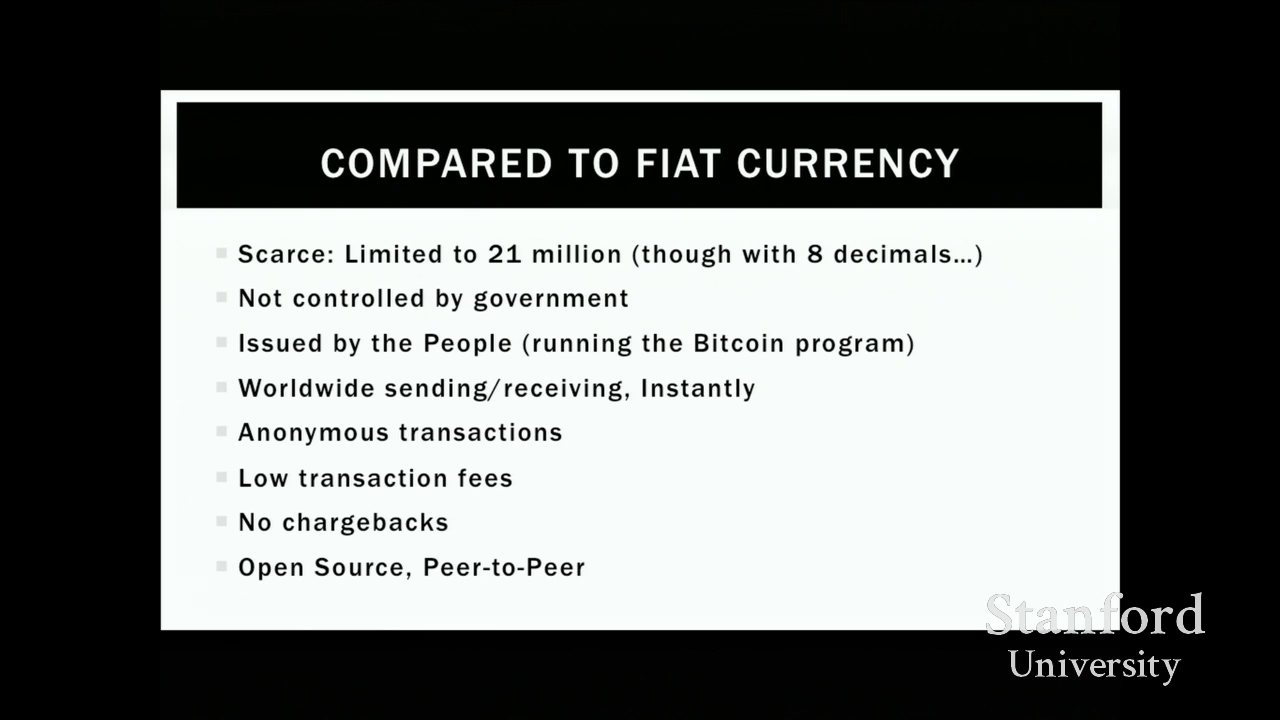 COMPARED TO FIAT CURRENCY
Scarce: Limited to 21 million (though with 8 decimals...)
Not controlled by government
Issued by the People (running the Bitcoin program)
Worldwide sending/receiving, Instantly
Anonymous transactions
Low transaction fees
No chargebacks
Open Source, Peer-to-Peer
Stanford
University